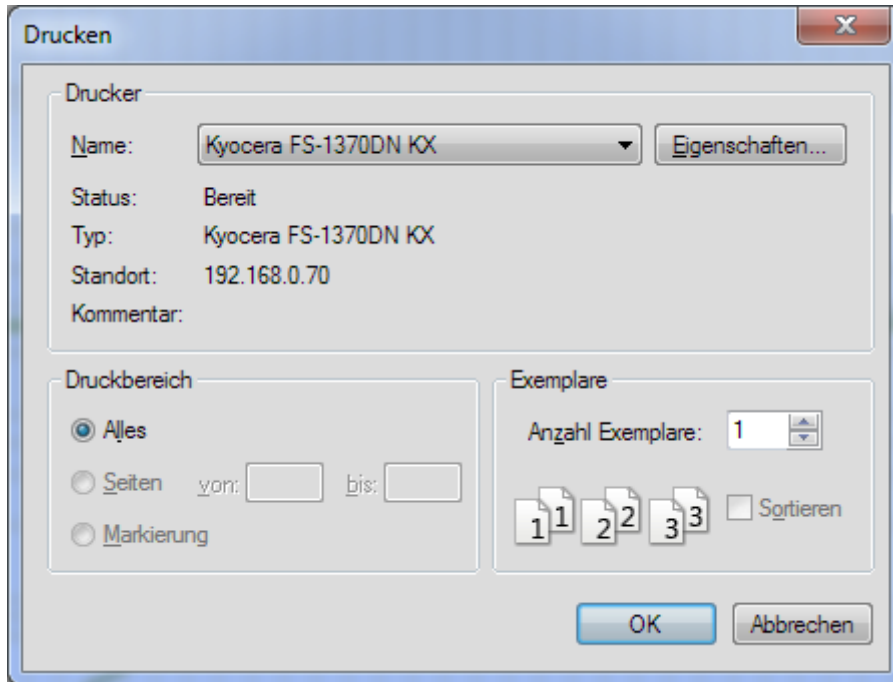 Drucken
Drucker
Name: Kyocera FS-1370DN KX Eigenschaften...
Status: Bereit
Typ: Kyocera FS-1370DN KX
Standort: 192.168.0.70
Kommentar:
Druckbereich
Alles
Seiten von: bis:
Markierung
Exemplare
Anzahl Exemplare: 1
1 1 2 2 3 3 Sortieren
OK Abbrechen